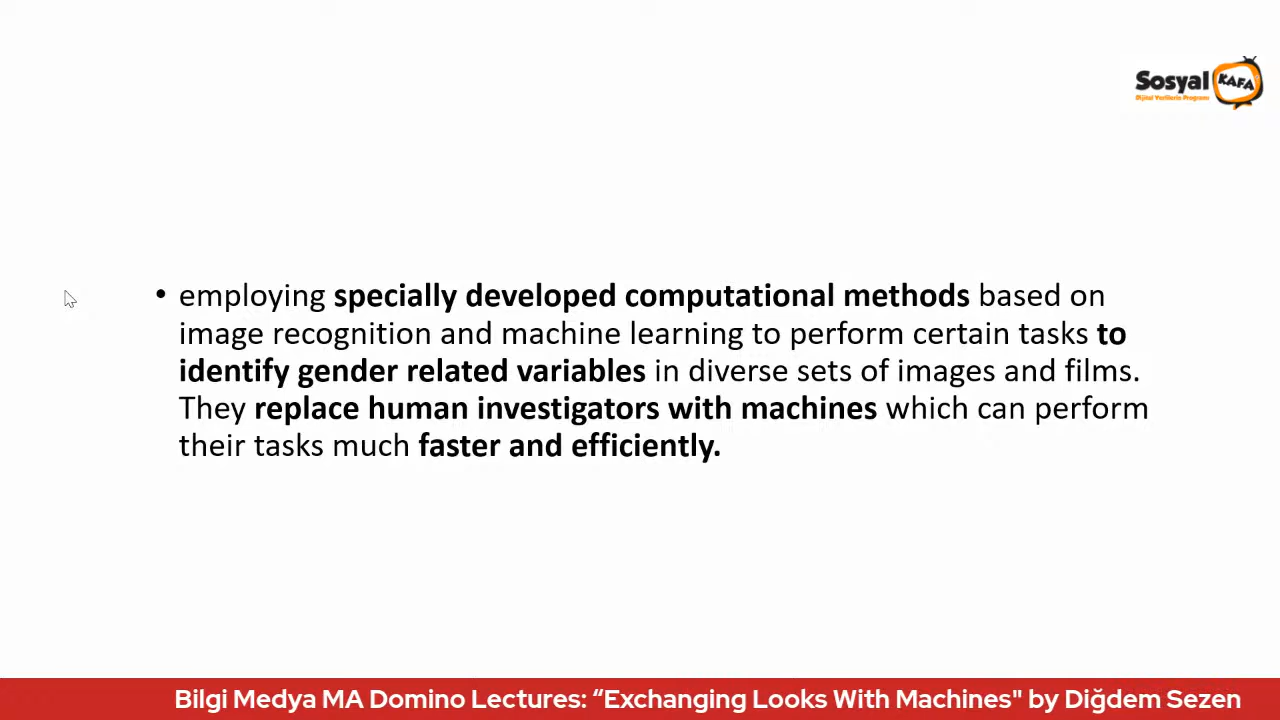 Sosyal KAFA
Dijital Yerlilerin Programı
• employing specially developed computational methods based on
image recognition and machine learning to perform certain tasks to
identify gender related variables in diverse sets of images and films.
They replace human investigators with machines which can perform
their tasks much faster and efficiently.
Bilgi Medya MA Domino Lectures: “Exchanging Looks With Machines" by Diğdem Sezen